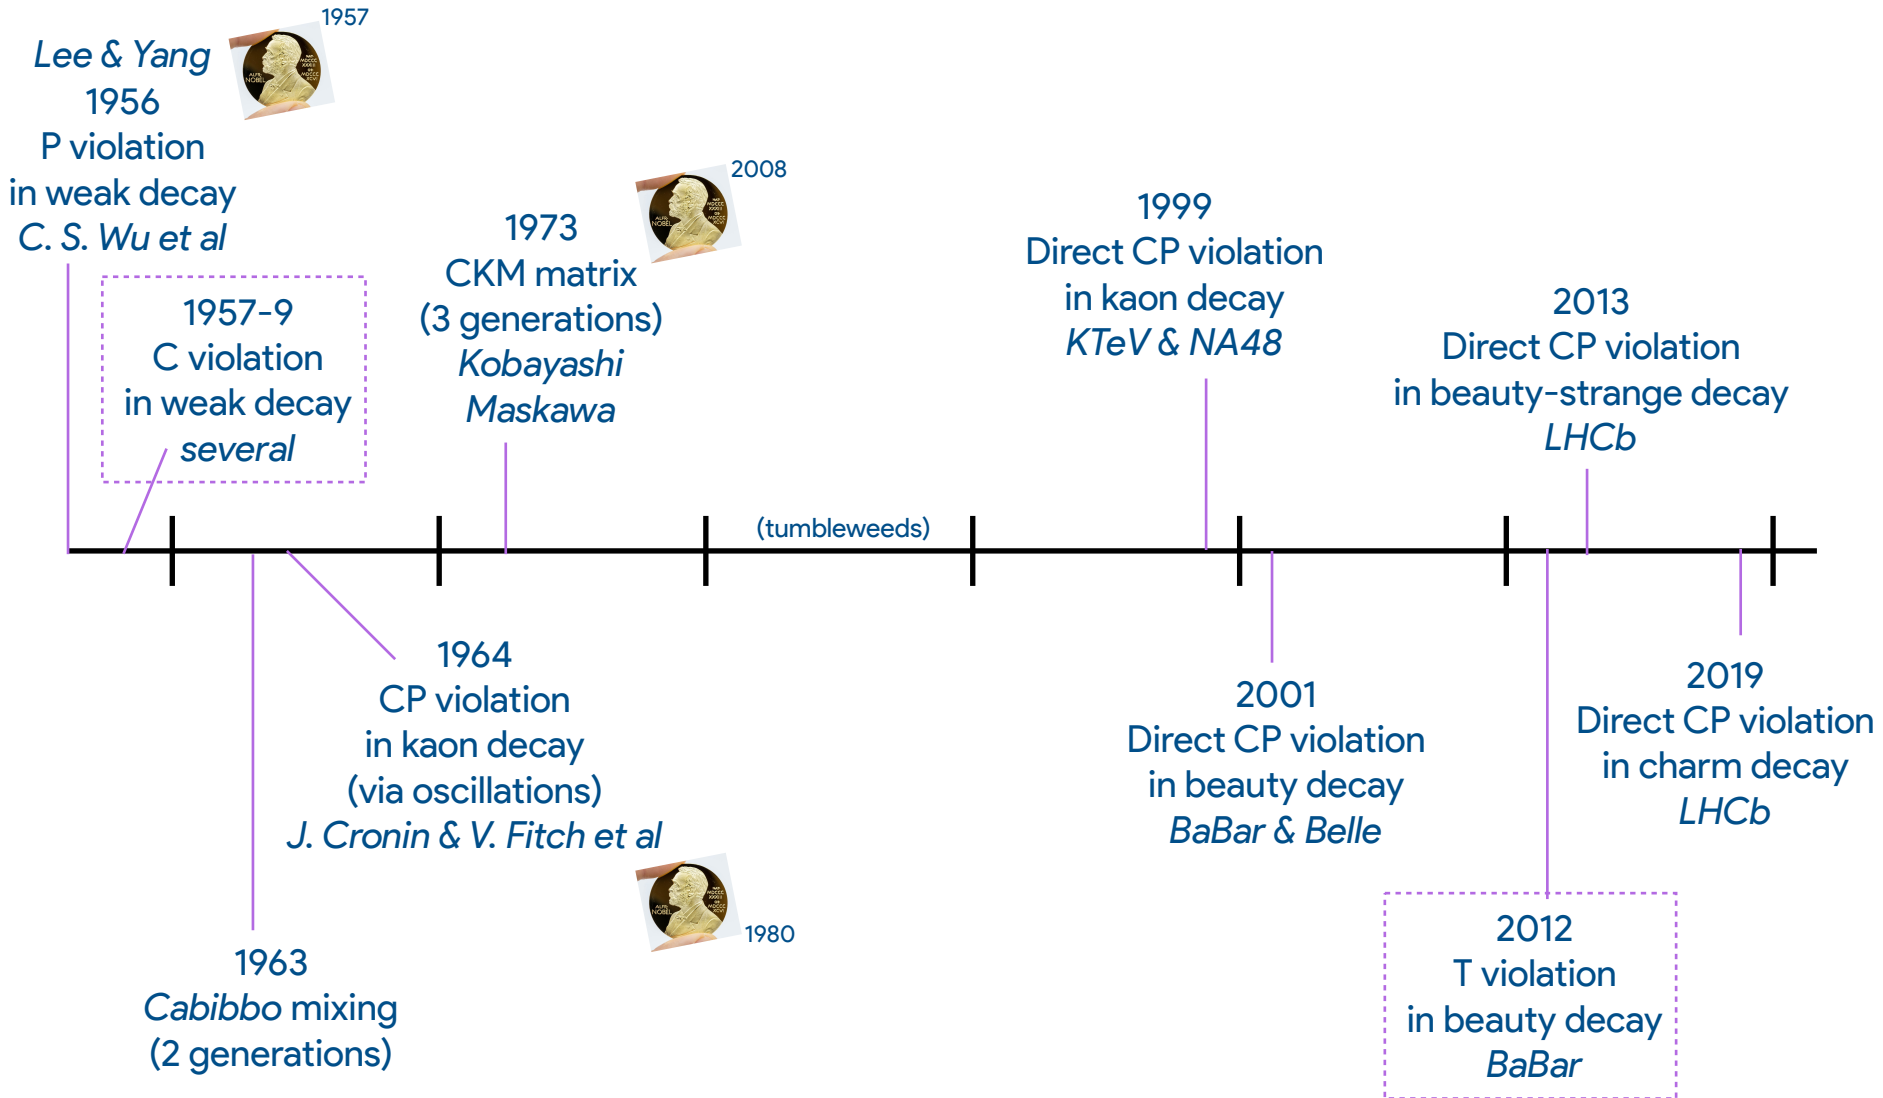 1957
Lee & Yang
1956
P violation
in weak decay
C. S. Wu et al
1957-9
C violation
in weak decay
several
2008
1973
CKM matrix
(3 generations)
Kobayashi
Maskawa
(tumbleweeds)
1999
Direct CP violation
in kaon decay
KTeV & NA48
2013
Direct CP violation
in beauty-strange decay
LHCb
1964
CP violation
in kaon decay
(via oscillations)
J. Cronin & V. Fitch et al
1980
1963
Cabibbo mixing
(2 generations)
2001
Direct CP violation
in beauty decay
BaBar & Belle
2019
Direct CP violation
in charm decay
LHCb
2012
T violation
in beauty decay
BaBar